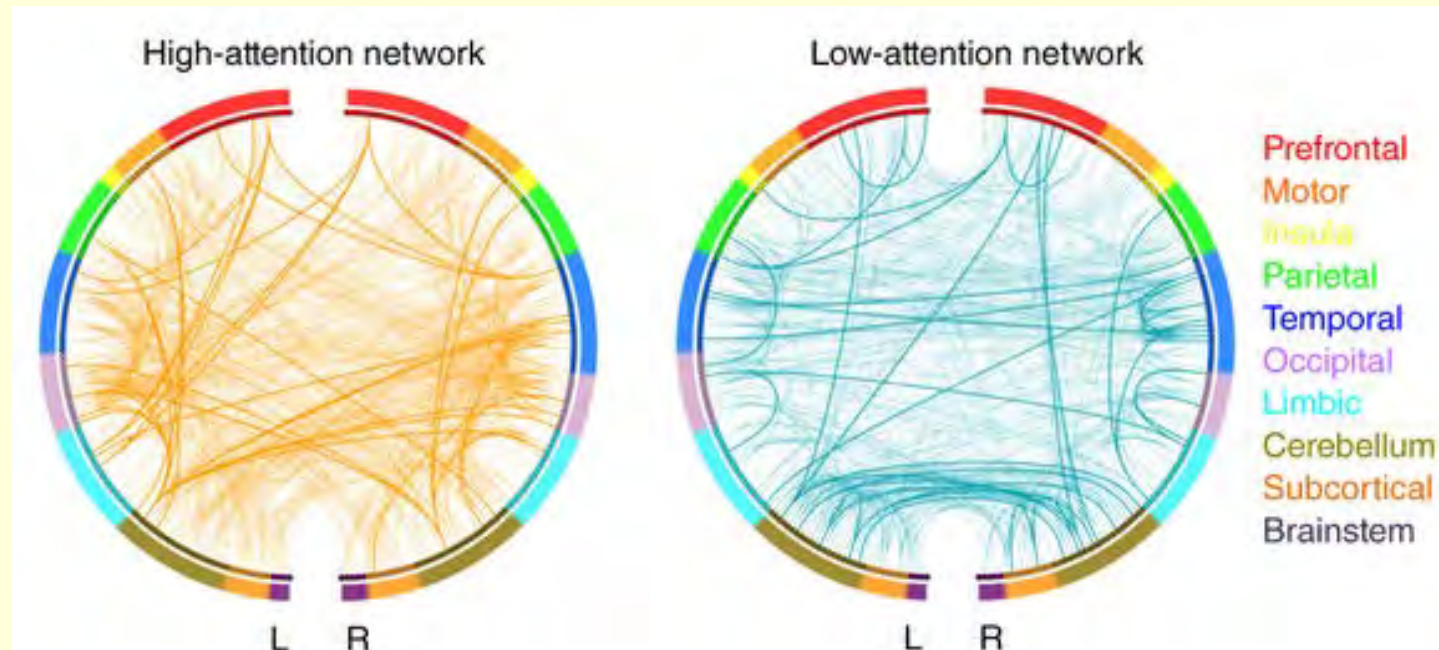 High-attention network
Low-attention network
Prefrontal
Motor
Insula
Parietal
Temporal
Occipital
Limbic
Cerebellum
Subcortical
Brainstem
L R
L R